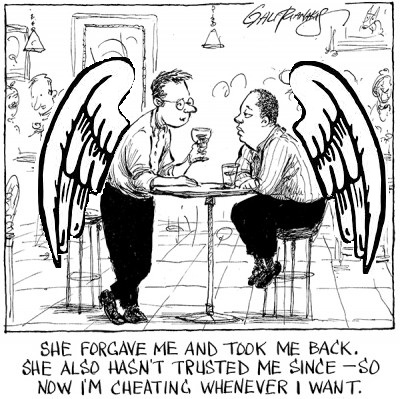 SHE FORGAVE ME AND TOOK ME BACK.
SHE ALSO HASN'T TRUSTED ME SINCE — SO
NOW I'M CHEATING WHENEVER I WANT.